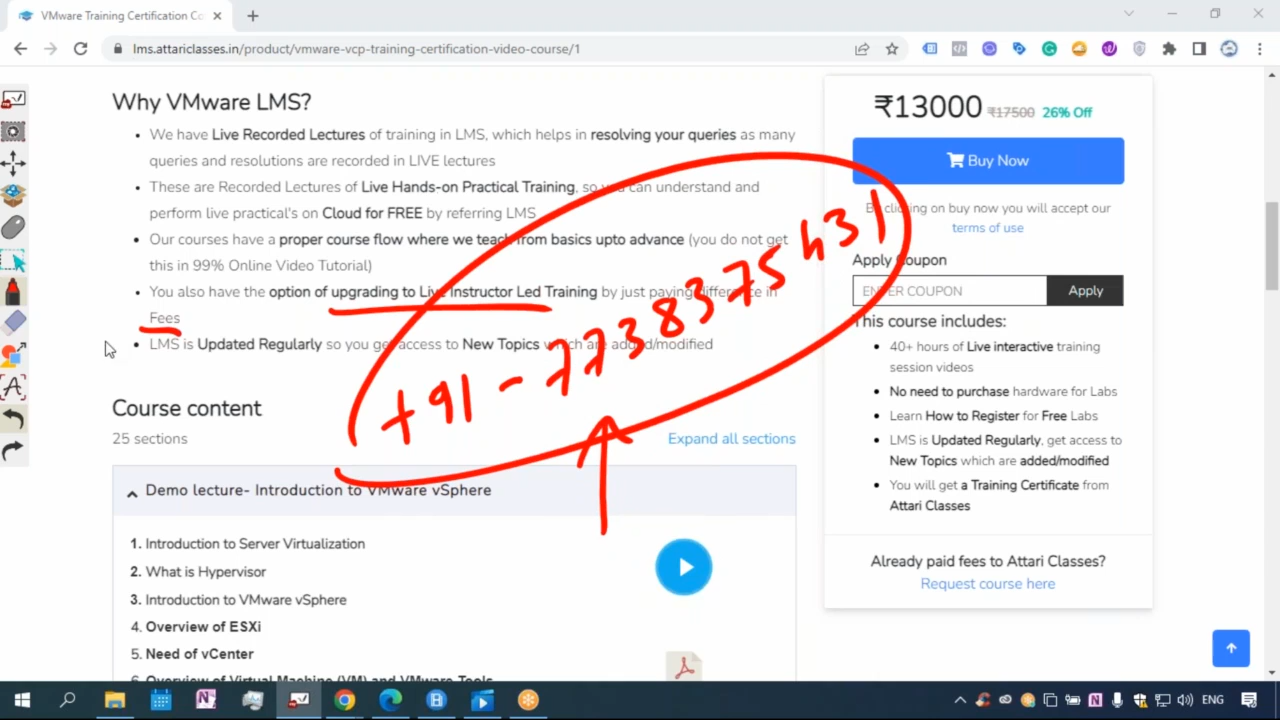 VMware Training Certification Co
lms.attariclasses.in/product/vmware-vcp-training-certification-video-course/1
Why VMware LMS?
We have Live Recorded Lectures of training in LMS, which helps in resolving your queries as many
queries and resolutions are recorded in LIVE lectures
These are Recorded Lectures of Live Hands-on Practical Training, so you can understand and
perform live practical's on Cloud for FREE by referring LMS
Our courses have a proper course flow where we teach from basics upto advance (you do not get
this in 99% Online Video Tutorial)
You also have the option of upgrading to Live Instructor Led Training by just paying difference in
Fees
LMS is Updated Regularly so you get access to New Topics which are added/modified
+91-7738375431
Course content
25 sections
Expand all sections
Demo lecture- Introduction to VMware vSphere
1. Introduction to Server Virtualization
2. What is Hypervisor
3. Introduction to VMware vSphere
4. Overview of ESXi
5. Need of vCenter
6. Overview of Virtual Machine (VM) and VMware Tools
₹13000 ₹17500 26% Off
Buy Now
By clicking on buy now you will accept our
terms of use
Apply Coupon
ENTER COUPON Apply
This course includes:
40+ hours of Live interactive training
session videos
No need to purchase hardware for Labs
Learn How to Register for Free Labs
LMS is Updated Regularly, get access to
New Topics which are added/modified
You will get a Training Certificate from
Attari Classes
Already paid fees to Attari Classes?
Request course here
ENG